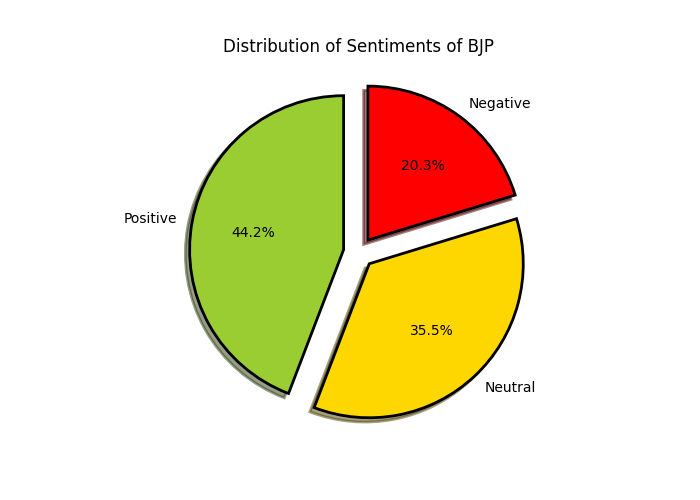 Distribution of Sentiments of BJP
Negative
20.3%
Positive
44.2%
35.5%
Neutral